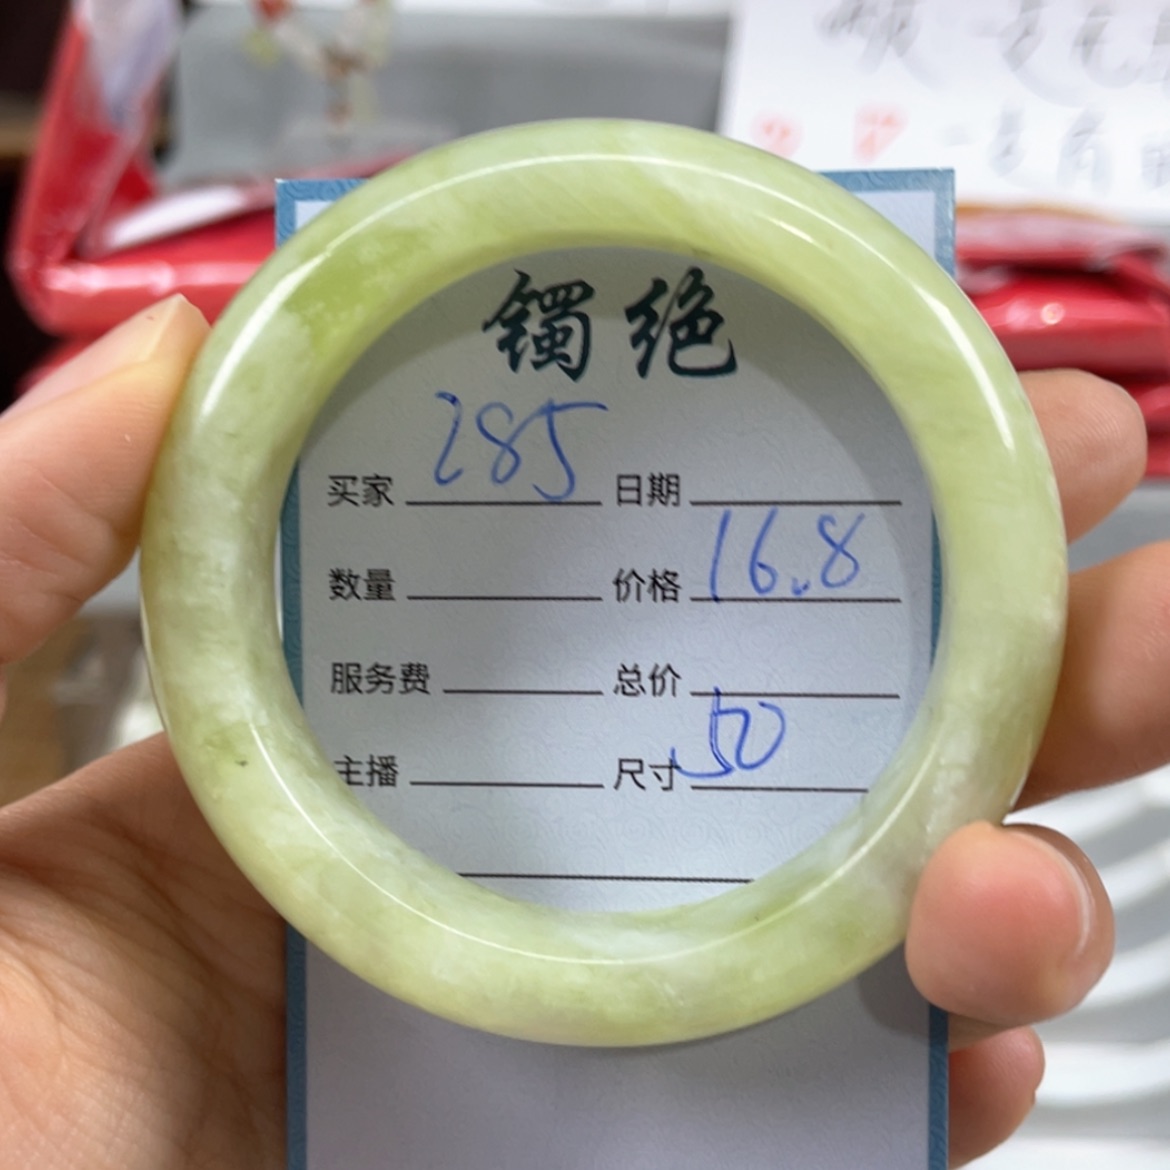 镯绝
买家 285 日期
数量 价格 16.8
服务费 总价
主播 尺寸 50